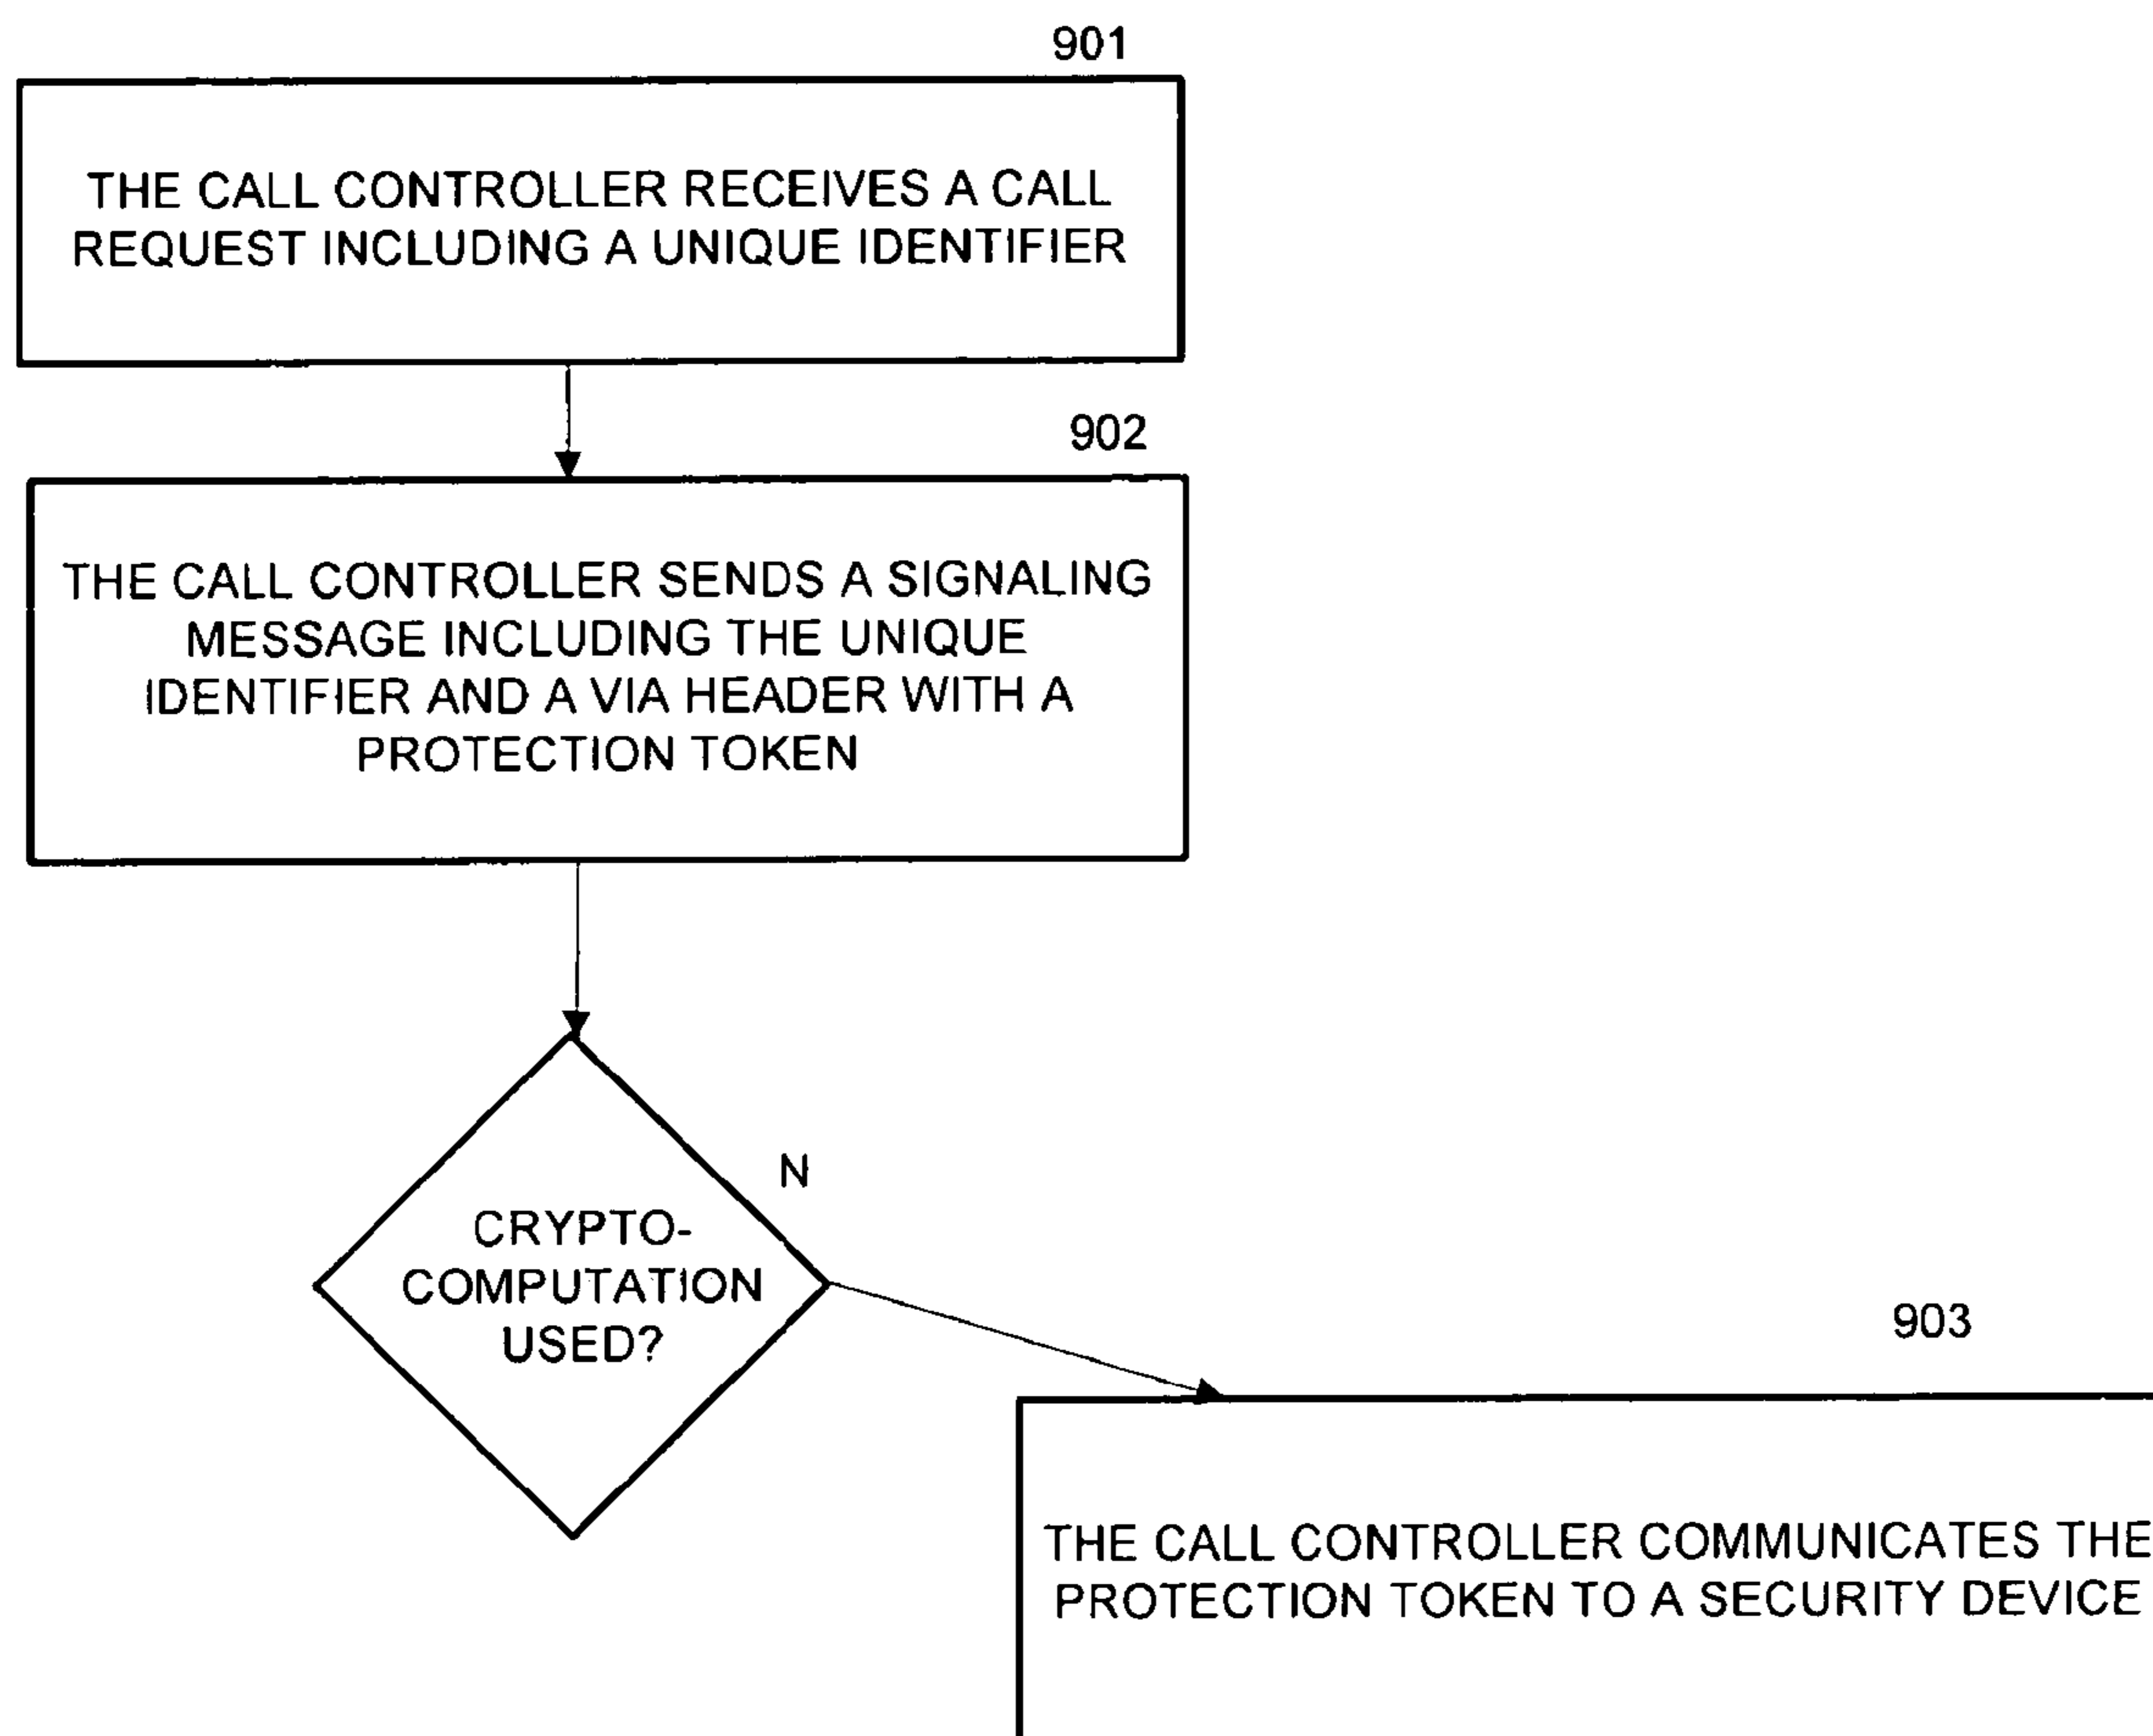 901
THE CALL CONTROLLER RECEIVES A CALL
REQUEST INCLUDING A UNIQUE IDENTIFIER
902
THE CALL CONTROLLER SENDS A SIGNALING
MESSAGE INCLUDING THE UNIQUE
IDENTIFIER AND A VIA HEADER WITH A
PROTECTION TOKEN
N
CRYPTO-
COMPUTATION
USED?
903
THE CALL CONTROLLER COMMUNICATES THE
PROTECTION TOKEN TO A SECURITY DEVICE